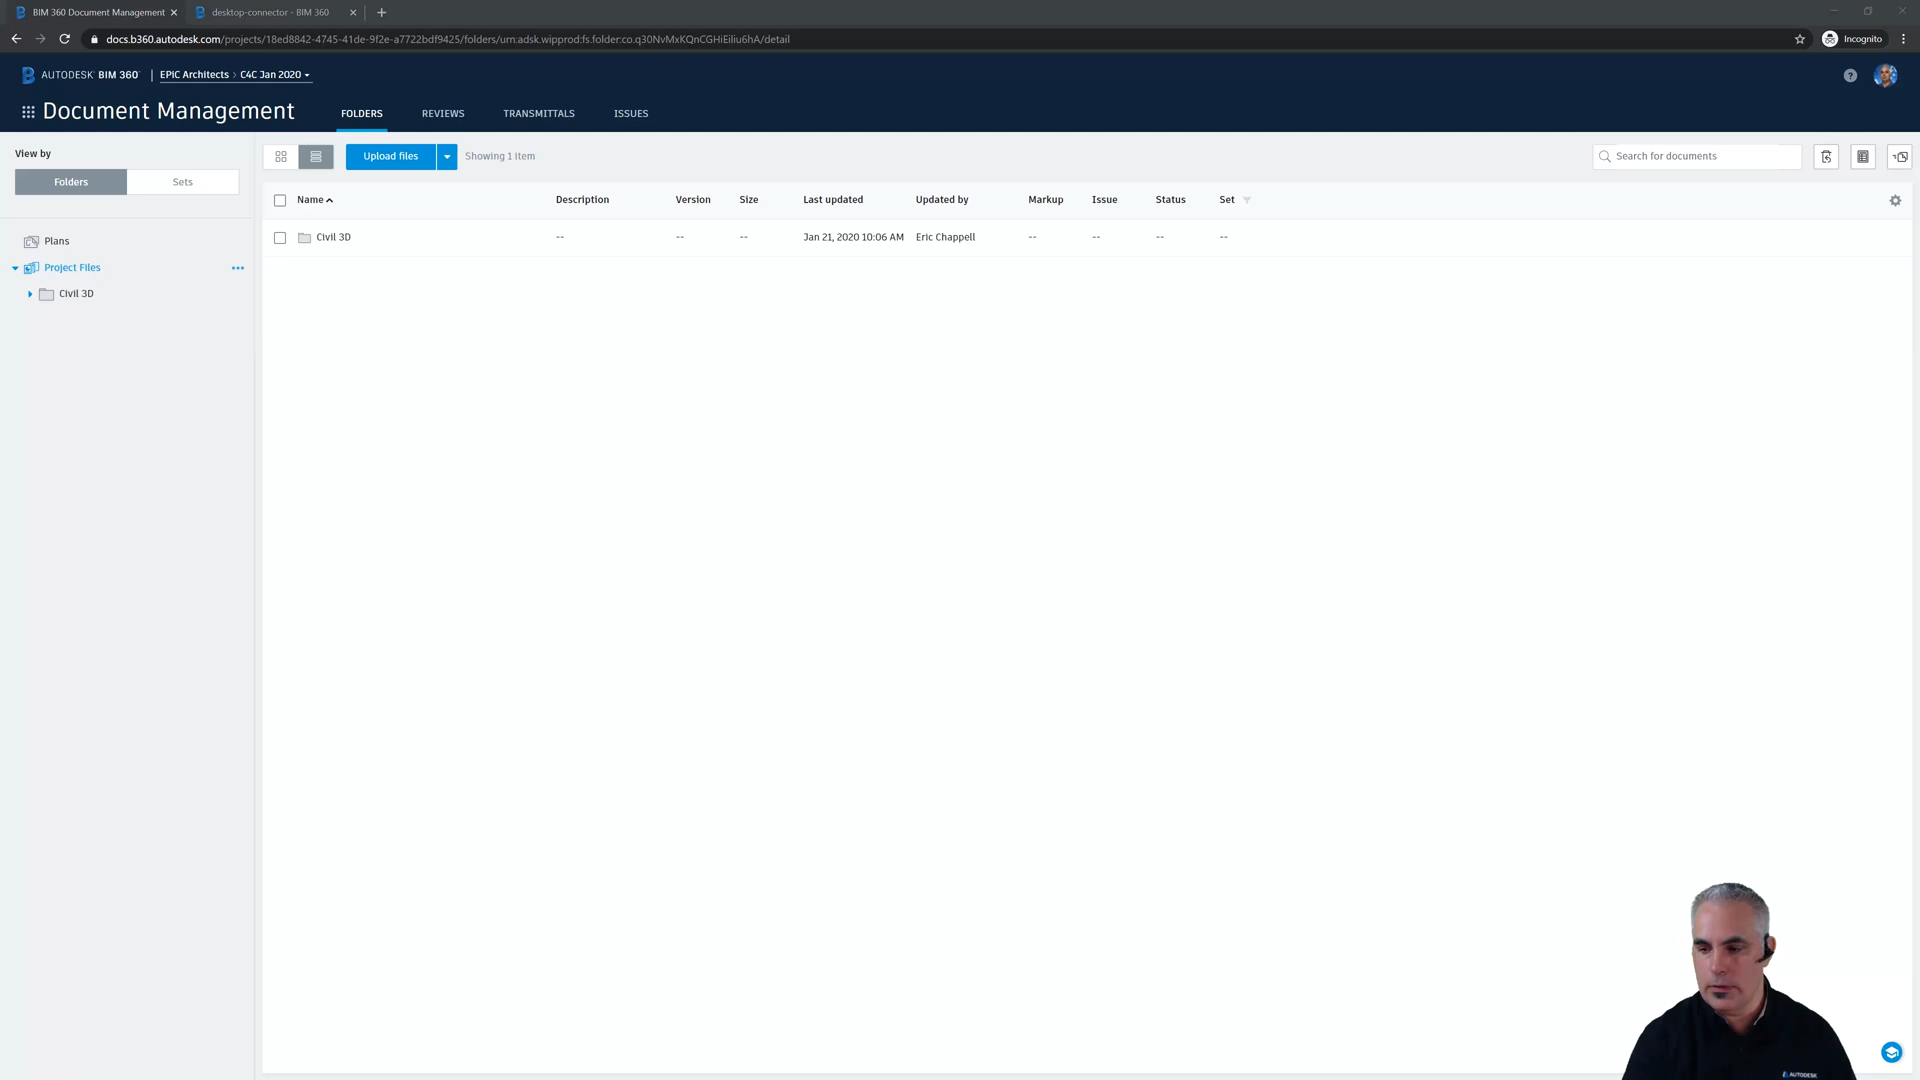 BIM 360 Document Management
desktop-connector - BIM 360
docs.b360.autodesk.com/projects/18ed8842-4745-41de-9f2e-a7722bdf9425/folders/urn:adsk.wipprod:fs.folder:co.q30NvMxKQnCGHiEiliu6hA/detail
Incognito
AUTODESK BIM 360 | EPIC Architects > C4C Jan 2020
Document Management
FOLDERS REVIEWS TRANSMITTALS ISSUES
View by
Folders Sets
Plans
Project Files
Civil 3D
Upload files Showing 1 item
Search for documents
Name Description Version Size Last updated Updated by Markup Issue Status Set
Civil 3D -- -- -- Jan 21, 2020 10:06 AM Eric Chappell -- -- -- --
AUTODESK